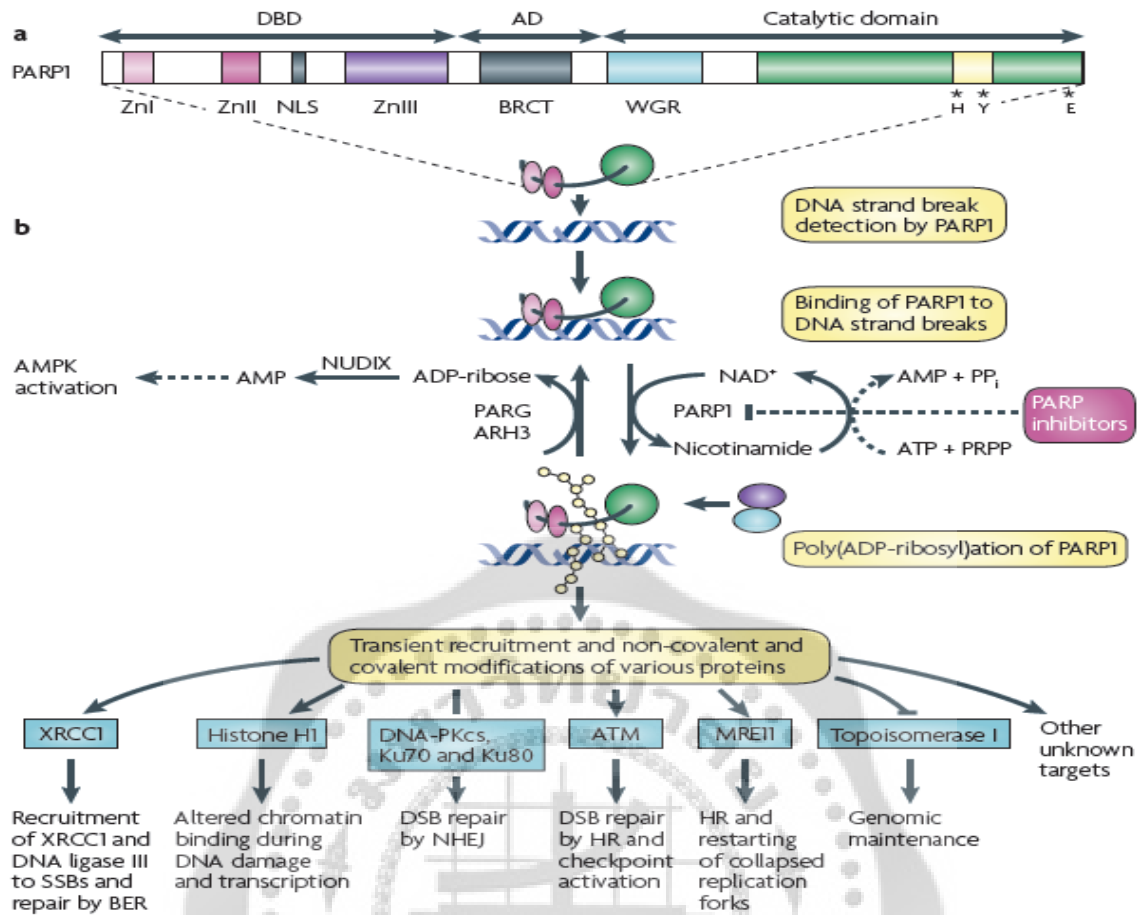 DBD AD Catalytic domain
a
PARP1
ZnI ZnII NLS ZnIII BRCT WGR
* * *
H Y E
b
DNA strand break
detection by PARP1
Binding of PARP1 to
DNA strand breaks
AMPK
activation
AMP
NUDIX
ADP-ribose
PARG
ARH3
NAD⁺
PARP1
Nicotinamide
AMP + PPᵢ
ATP + PRPP
PARP
inhibitors
Poly(ADP-ribosyl)ation of PARP1
Transient recruitment and non-covalent and
covalent modifications of various proteins
XRCC1
Histone H1
DNA-PKcs,
Ku70 and Ku80
ATM
MRE11
Topoisomerase I
Other
unknown
targets
Recruitment
of XRCC1 and
DNA ligase III
to SSBs and
repair by BER
Altered chromatin
binding during
DNA damage
and transcription
DSB repair
by NHEJ
DSB repair
by HR and
checkpoint
activation
HR and
restarting
of collapsed
replication
forks
Genomic
maintenance